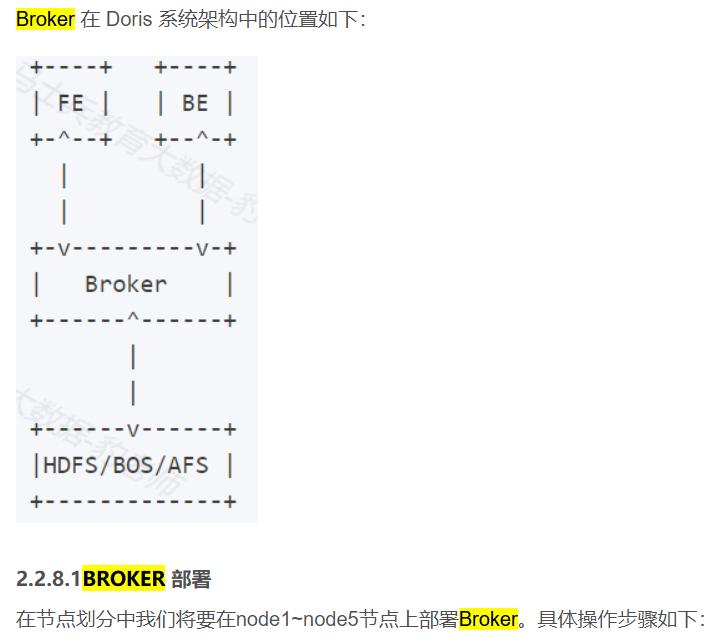 Broker 在 Doris 系统架构中的位置如下：
+----+   +----+
| FE |   | BE |
+-^--+   +--^-+
  |         |
  |         |
+-v---------v-+
|   Broker    |
+------^------+
       |
       |
+------v------+
|HDFS/BOS/AFS |
+-------------+
2.2.8.1BROKER 部署
在节点划分中我们将要在node1~node5节点上部署Broker。具体操作步骤如下：